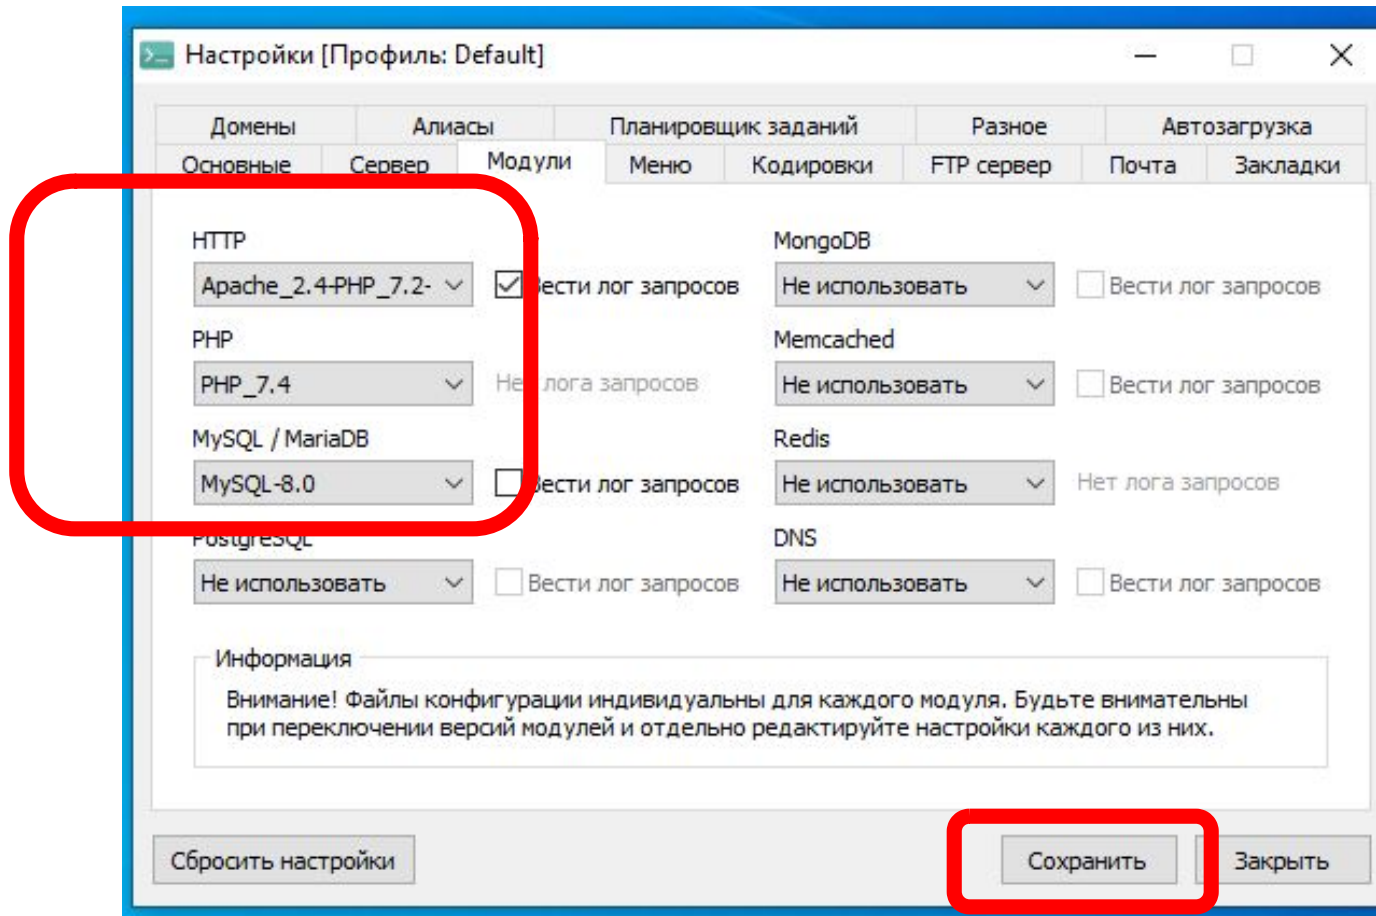 Настройки [Профиль: Default]
Домены Алиасы Планировщик заданий Разное Автозагрузка
Основные Сервер Модули Меню Кодировки FTP сервер Почта Закладки
HTTP
Apache_2.4-PHP_7.2- Вести лог запросов
PHP
PHP_7.4 Нет лога запросов
MySQL / MariaDB
MySQL-8.0 Вести лог запросов
PostgreSQL
Не использовать Вести лог запросов
MongoDB
Не использовать Вести лог запросов
Memcached
Не использовать Вести лог запросов
Redis
Не использовать Нет лога запросов
DNS
Не использовать Вести лог запросов
Информация
Внимание! Файлы конфигурации индивидуальны для каждого модуля. Будьте внимательны
при переключении версий модулей и отдельно редактируйте настройки каждого из них.
Сбросить настройки Сохранить Закрыть